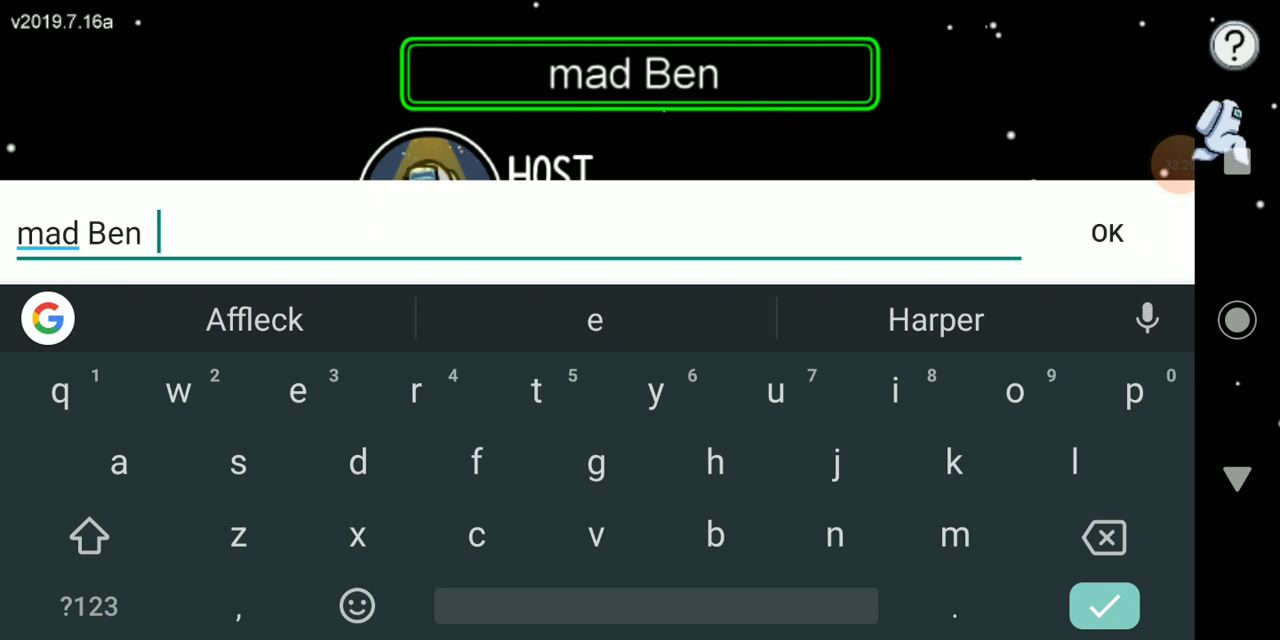 v2019.7.16a
mad Ben
?
HOST
mad Ben
OK
Affleck e Harper
q 1 w 2 e 3 r 4 t 5 y 6 u 7 i 8 o 9 p 0
a s d f g h j k l
z x c v b n m
?123 , .